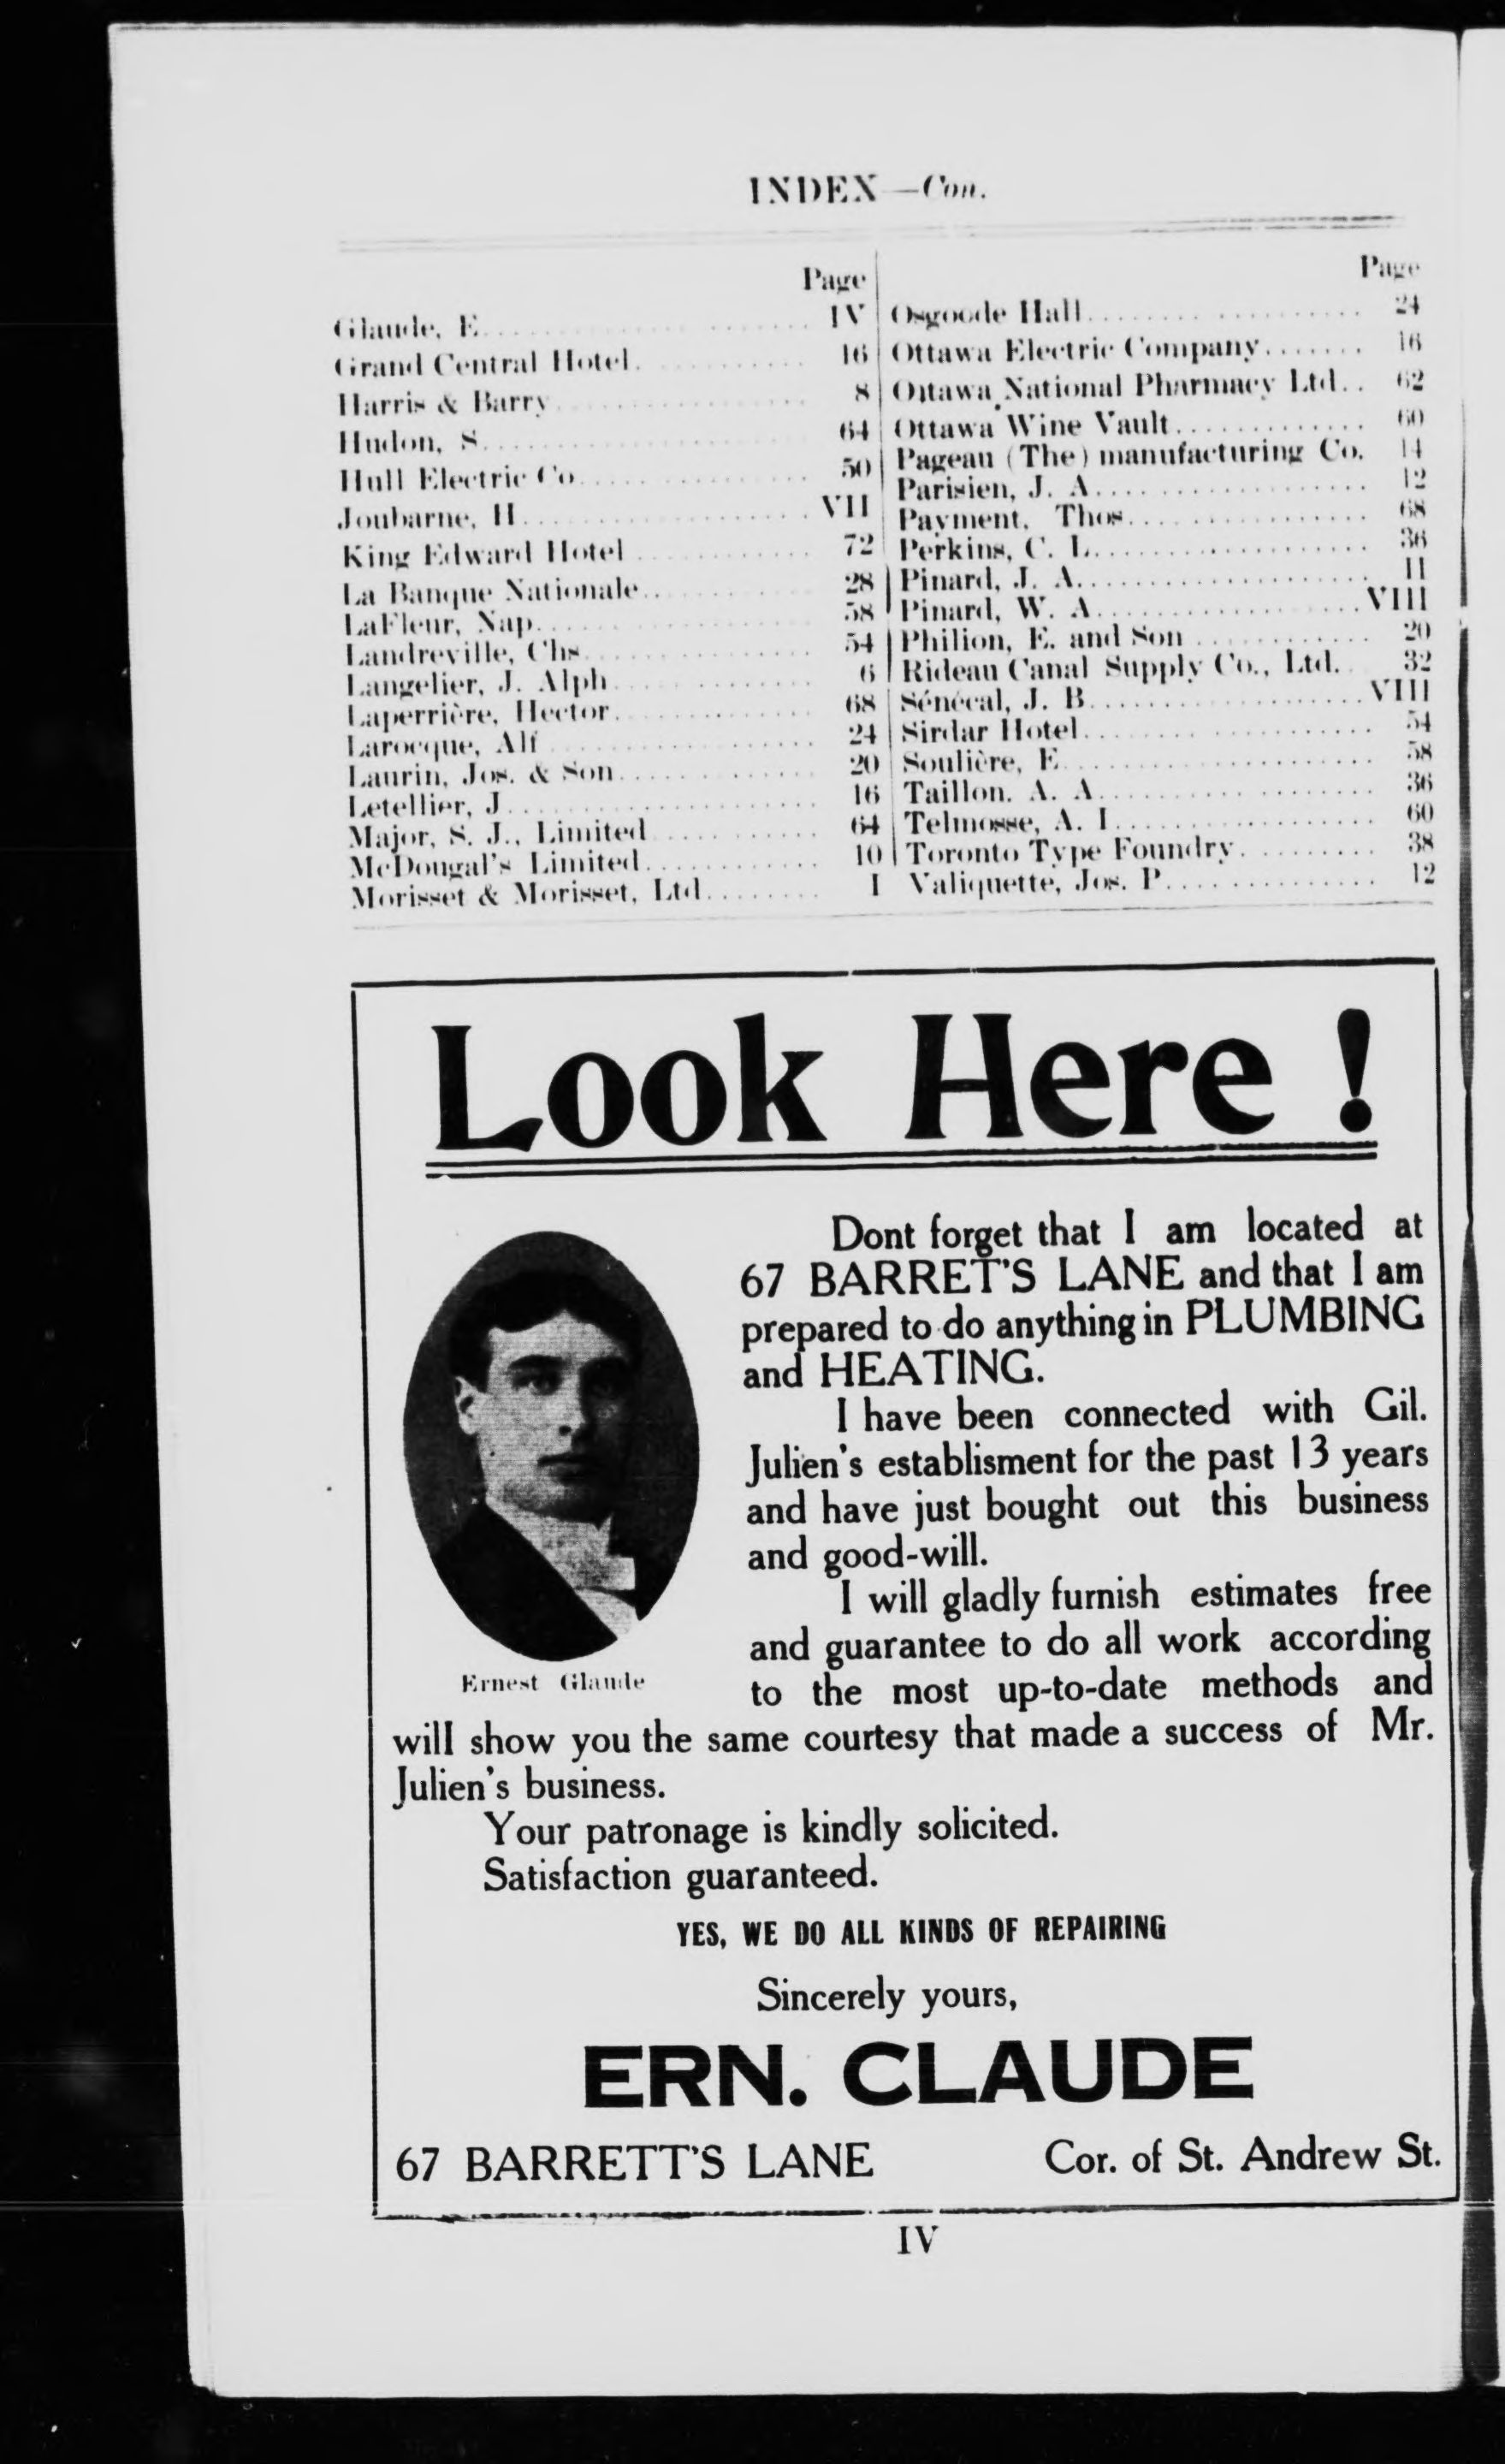 INDEX—Con.
Page
Glaude, E. IV
Grand Central Hotel. 16
Harris & Barry 8
Hudon, S. 64
Hull Electric Co. 50
Joubarne, H. VII
King Edward Hotel 72
La Banque Nationale. 28
LaFleur, Nap. 58
Landreville, Chs. 54
Langelier, J. Alph. 6
Laperrière, Hector. 68
Larocque, Alf 24
Laurin, Jos. & Son. 20
Letellier, J. 16
Major, S. J., Limited 64
McDougal's Limited. 10
Morisset & Morisset, Ltd. I
Page
Osgoode Hall. 24
Ottawa Electric Company. 16
Ottawa National Pharmacy Ltd. 62
Ottawa Wine Vault. 60
Pageau (The) manufacturing Co. 14
Parisien, J. A. 12
Payment, Thos. 68
Perkins, C. L. 36
Pinard, J. A. II
Pinard, W. A. VIII
Philion, E. and Son 20
Rideau Canal Supply Co., Ltd. 32
Sénécal, J. B. VIII
Sirdar Hotel. 54
Soulière, E. 58
Taillon. A. A. 36
Telmosse, A. I. 60
Toronto Type Foundry. 38
Valiquette, Jos. P. 12
Look Here !
Dont forget that I am located at
67 BARRET'S LANE and that I am
prepared to do anything in PLUMBING
and HEATING.
I have been connected with Gil.
Julien's establisment for the past 13 years
and have just bought out this business
and good-will.
I will gladly furnish estimates free
and guarantee to do all work according
Ernest Glaude
to the most up-to-date methods and
will show you the same courtesy that made a success of Mr.
Julien's business.
Your patronage is kindly solicited.
Satisfaction guaranteed.
YES, WE DO ALL KINDS OF REPAIRING
Sincerely yours,
ERN. CLAUDE
67 BARRETT'S LANE Cor. of St. Andrew St.
IV